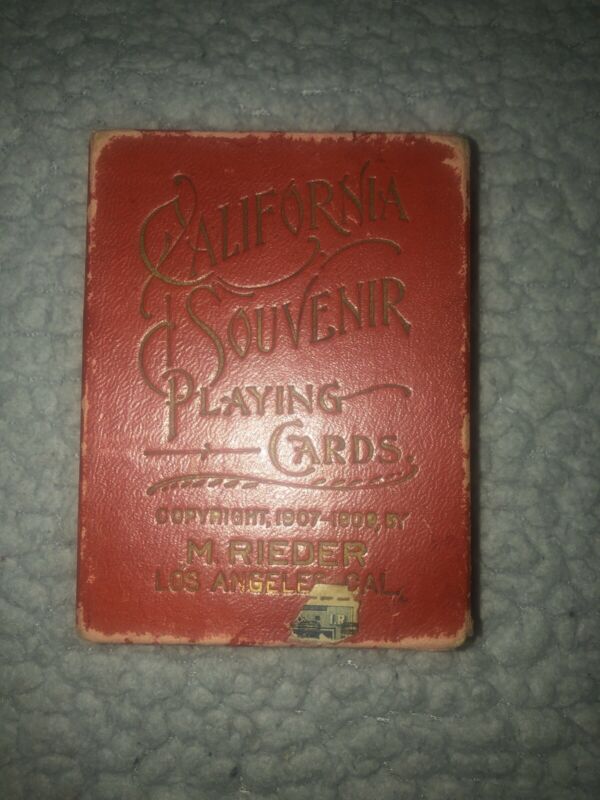 CALIFORNIA
SOUVENIR
PLAYING
CARDS.
COPYRIGHT, 1907-1909, BY
M. RIEDER
LOS ANGELES, CAL.
I.R